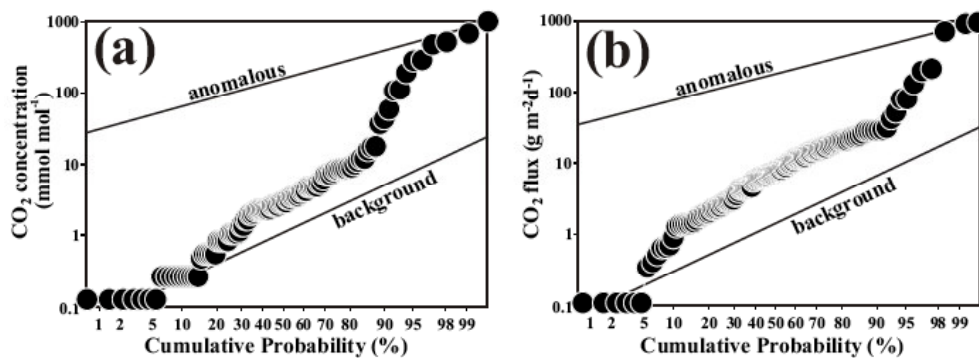 (a)
1000
100
10
1
0.1
CO₂ concentration
(mmol mol⁻¹)
anomalous
background
1 2 5 10 20 30 40 50 60 70 80 90 95 98 99
Cumulative Probability (%)
(b)
1000
100
10
1
0.1
CO₂ flux (g m⁻²d⁻¹)
anomalous
background
1 2 5 10 20 30 40 50 60 70 80 90 95 98 99
Cumulative Probability (%)